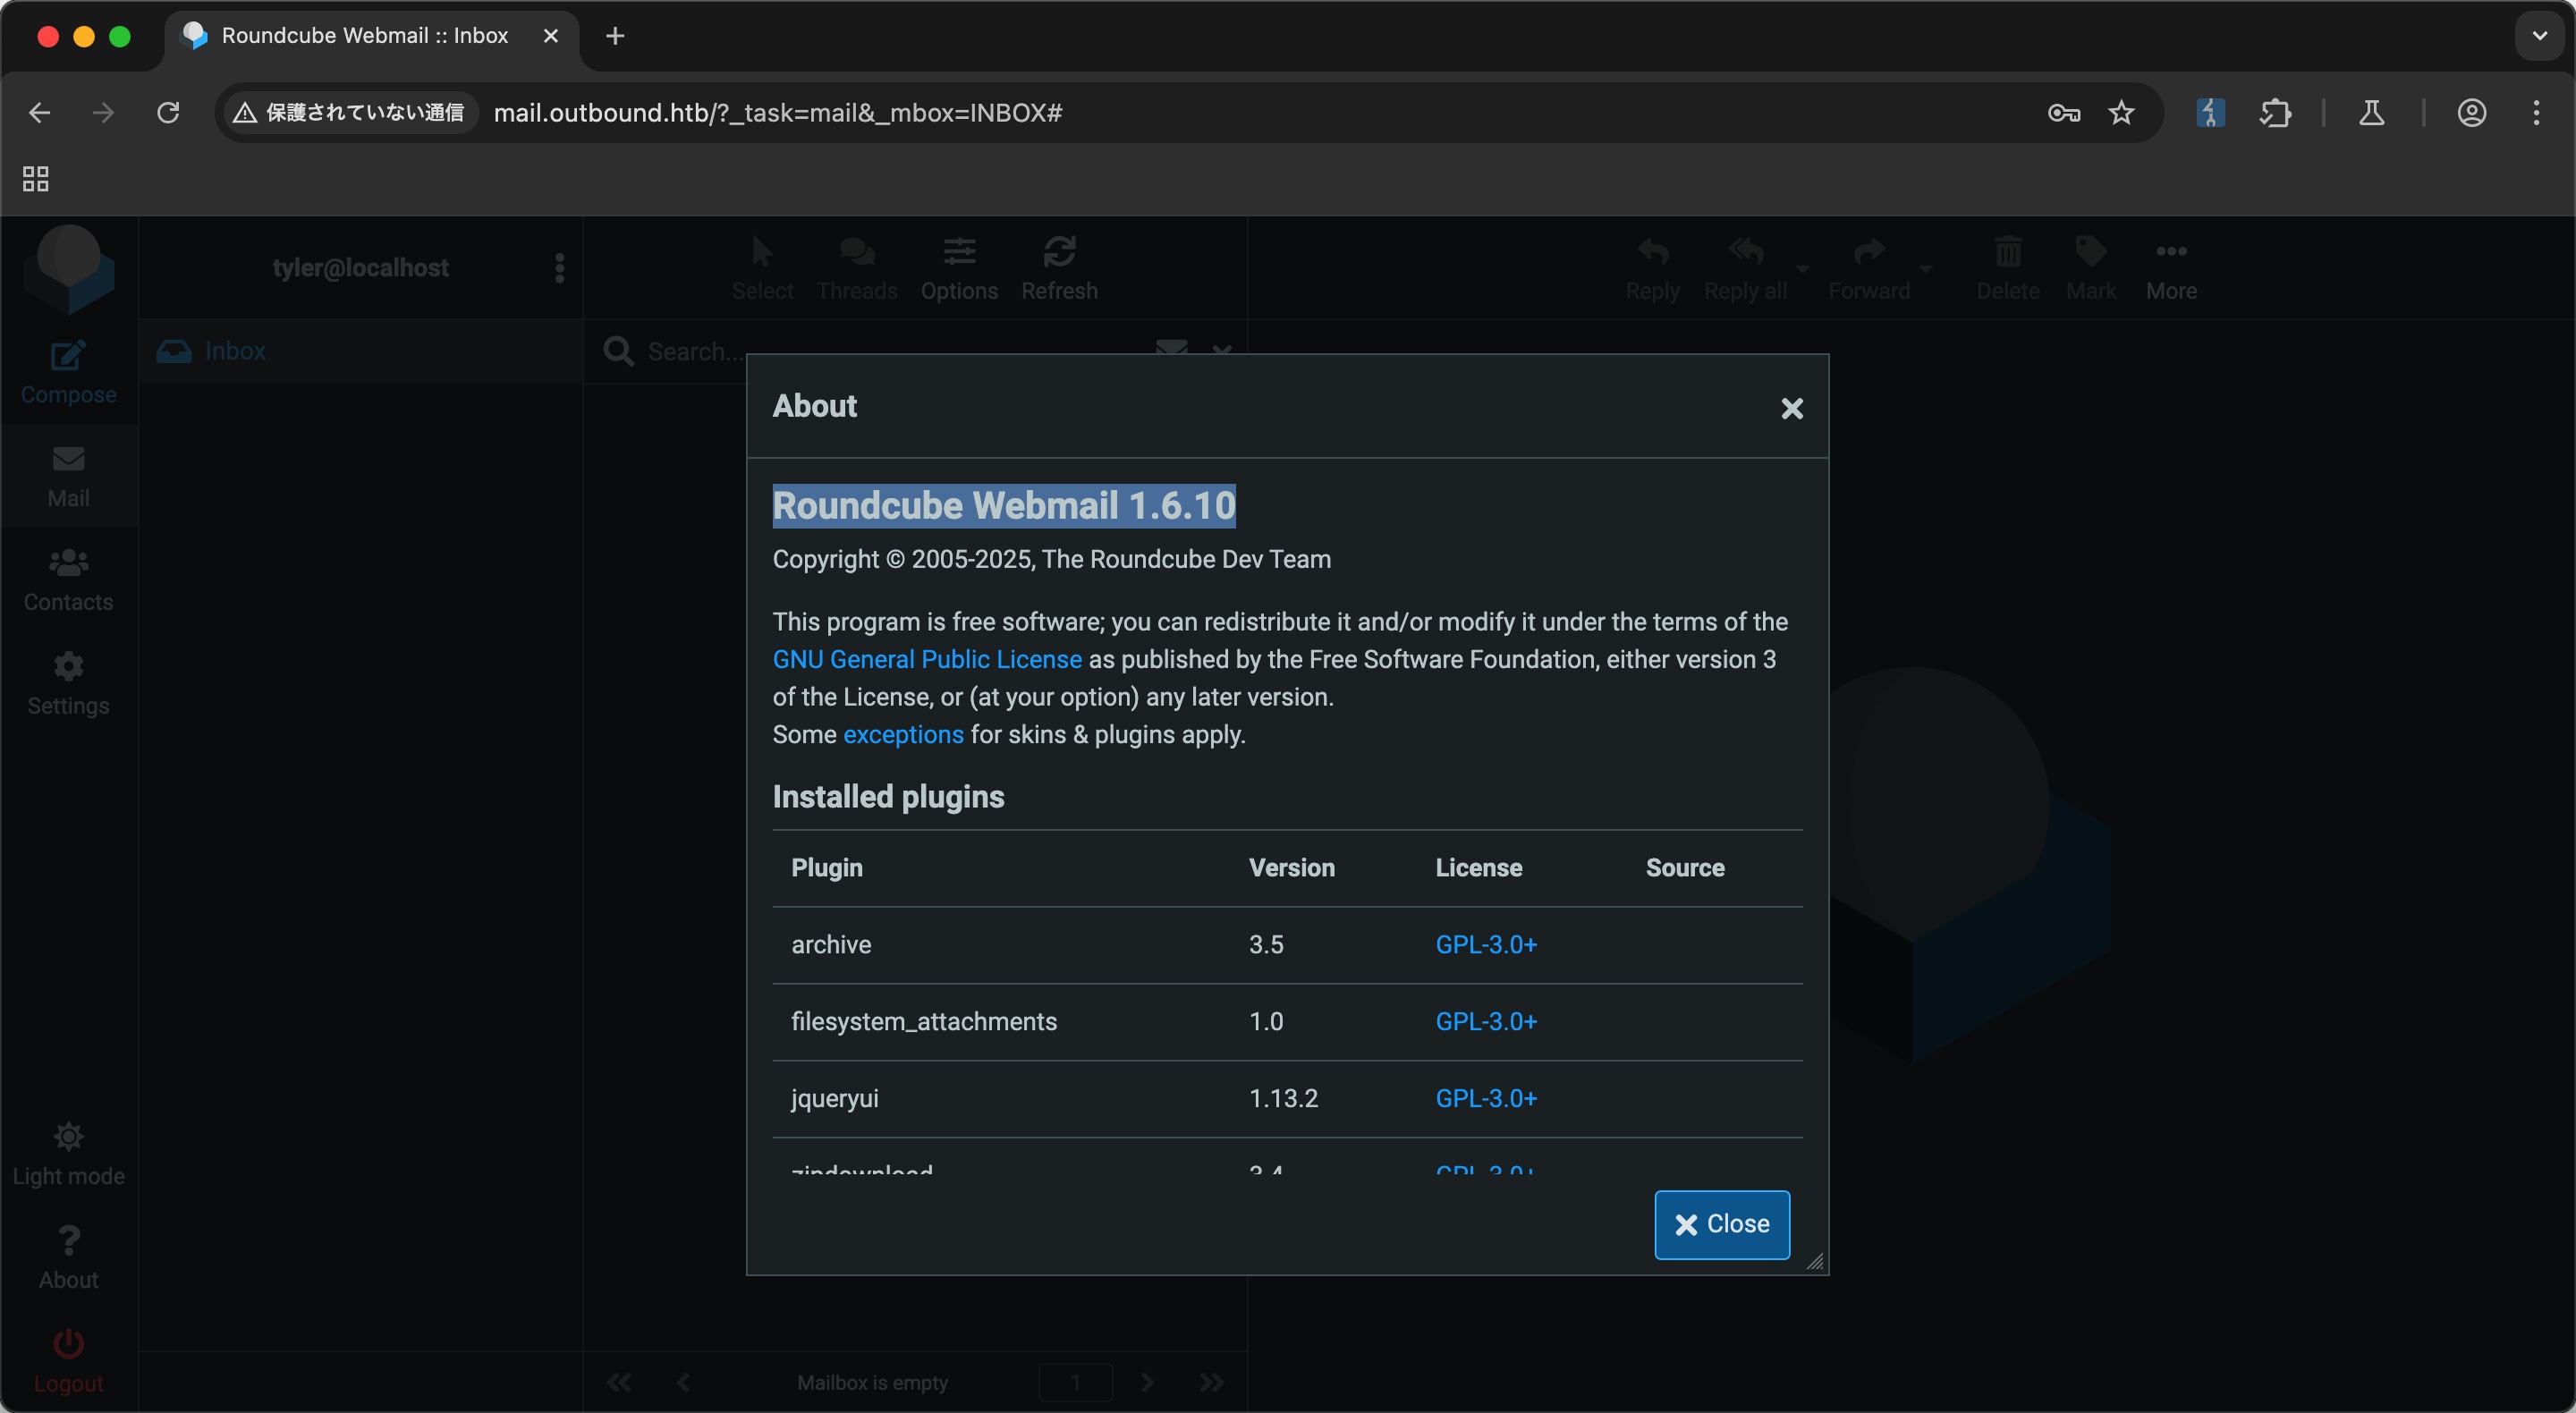 Roundcube Webmail :: Inbox
保護されていない通信 mail.outbound.htb/?_task=mail&_mbox=INBOX#
tyler@localhost
Select Threads Options Refresh
Reply Reply all Forward Delete Mark More
Compose
Mail
Contacts
Settings
Light mode
About
Logout
Inbox
Search...
About
Roundcube Webmail 1.6.10
Copyright © 2005-2025, The Roundcube Dev Team
This program is free software; you can redistribute it and/or modify it under the terms of the
GNU General Public License as published by the Free Software Foundation, either version 3
of the License, or (at your option) any later version.
Some exceptions for skins & plugins apply.
Installed plugins
Plugin Version License Source
archive 3.5 GPL-3.0+
filesystem_attachments 1.0 GPL-3.0+
jqueryui 1.13.2 GPL-3.0+
zipdownload 3.4 GPL-3.0+
Close
Mailbox is empty 1